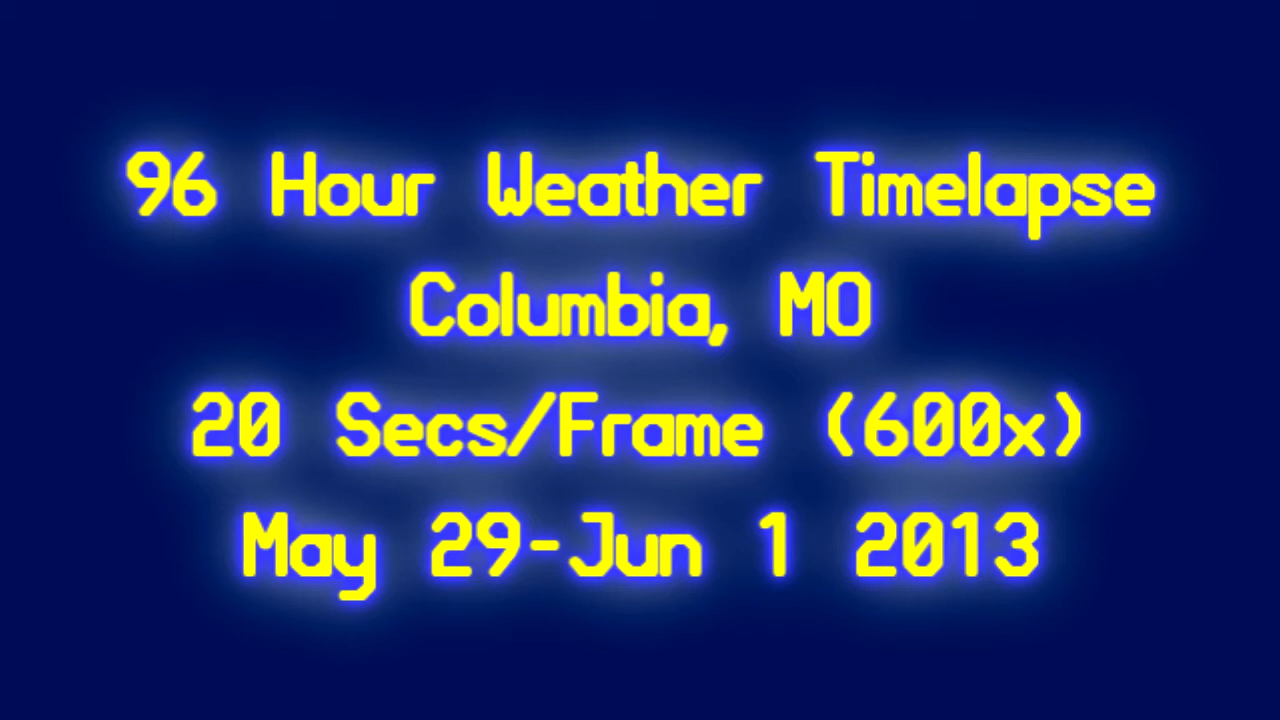 96 Hour Weather Timelapse
Columbia, MO
20 Secs/Frame (600x)
May 29-Jun 1 2013